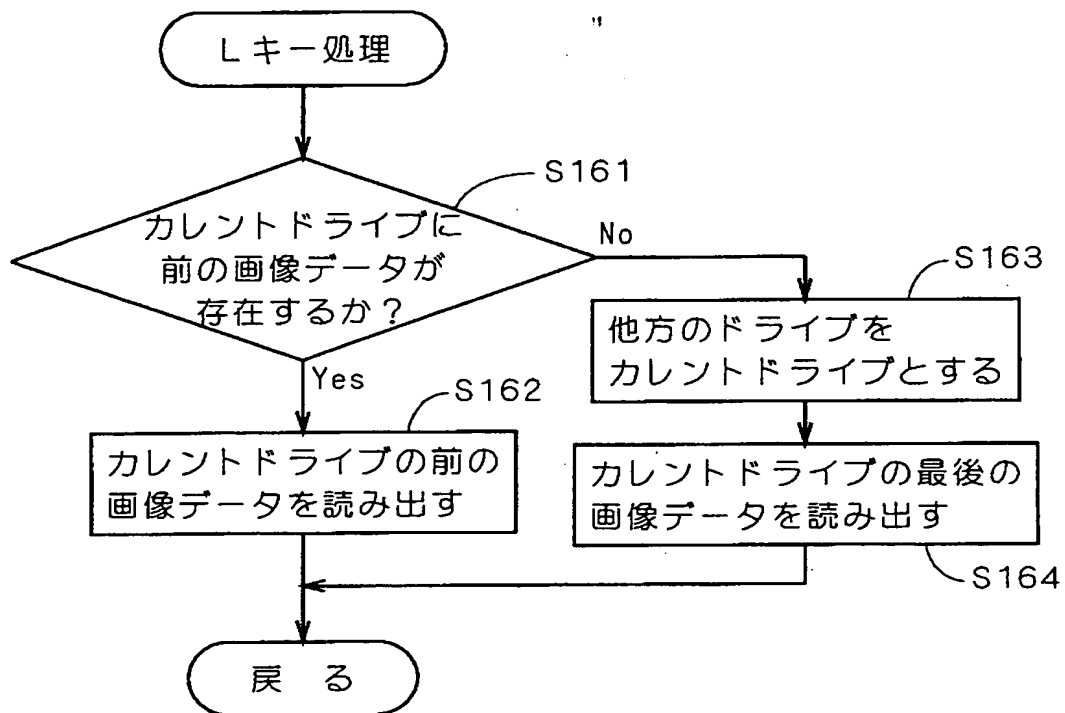 Lキー処理
S161
カレントドライブに
前の画像データが
存在するか？
No
Yes
S163
他方のドライブを
カレントドライブとする
S162
カレントドライブの前の
画像データを読み出す
カレントドライブの最後の
画像データを読み出す
S164
戻る